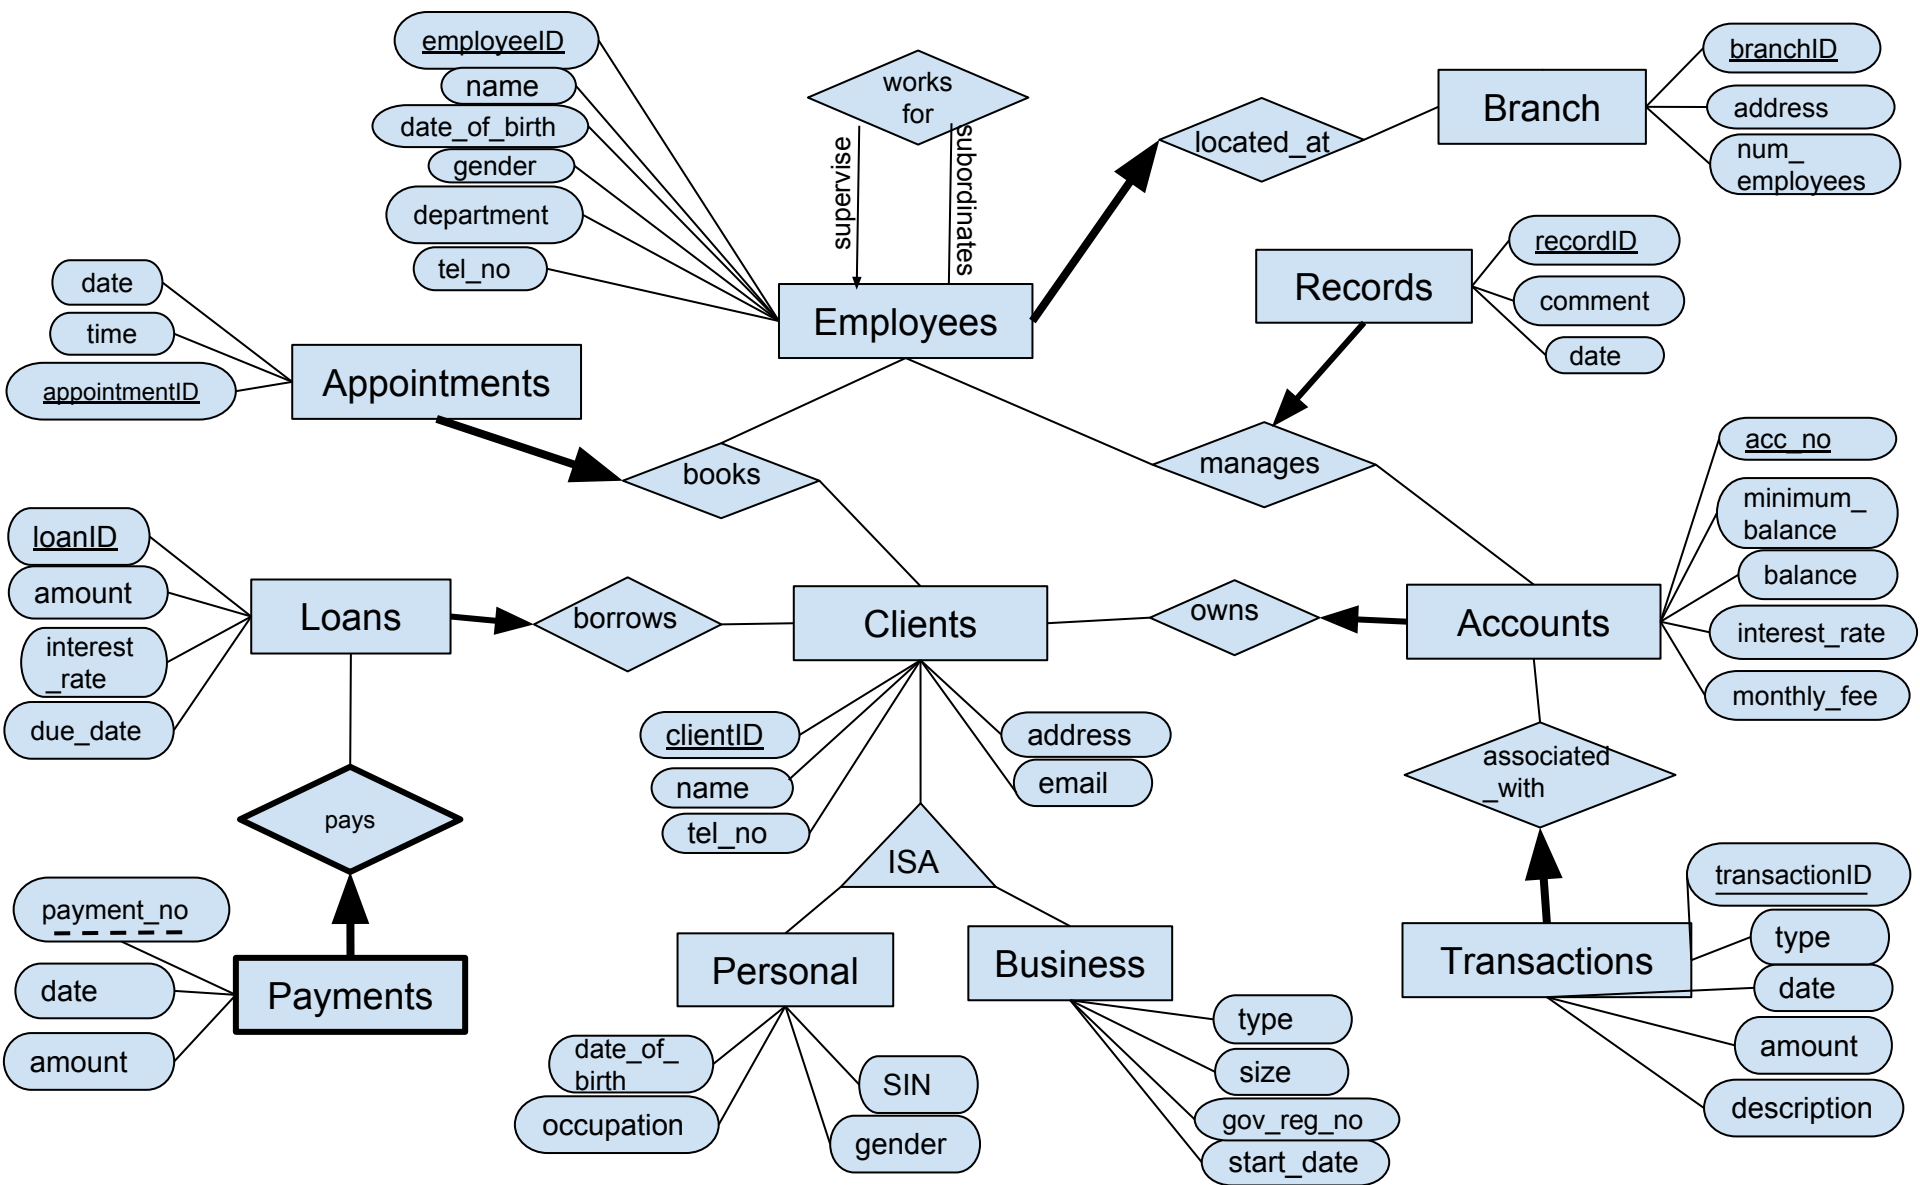 employeeID
name
date_of_birth
gender
department
tel_no
works
for
supervise
subordinates
located_at
Branch
branchID
address
num_
employees
Employees
Records
recordID
comment
date
date
time
appointmentID
Appointments
books
manages
acc_no
minimum_
balance
balance
interest_rate
monthly_fee
loanID
amount
interest
_rate
due_date
Loans
borrows
Clients
owns
Accounts
clientID
name
tel_no
address
email
associated
_with
pays
ISA
payment_no
date
amount
Payments
Personal
Business
Transactions
transactionID
type
date
amount
description
date_of_
birth
occupation
SIN
gender
type
size
gov_reg_no
start_date